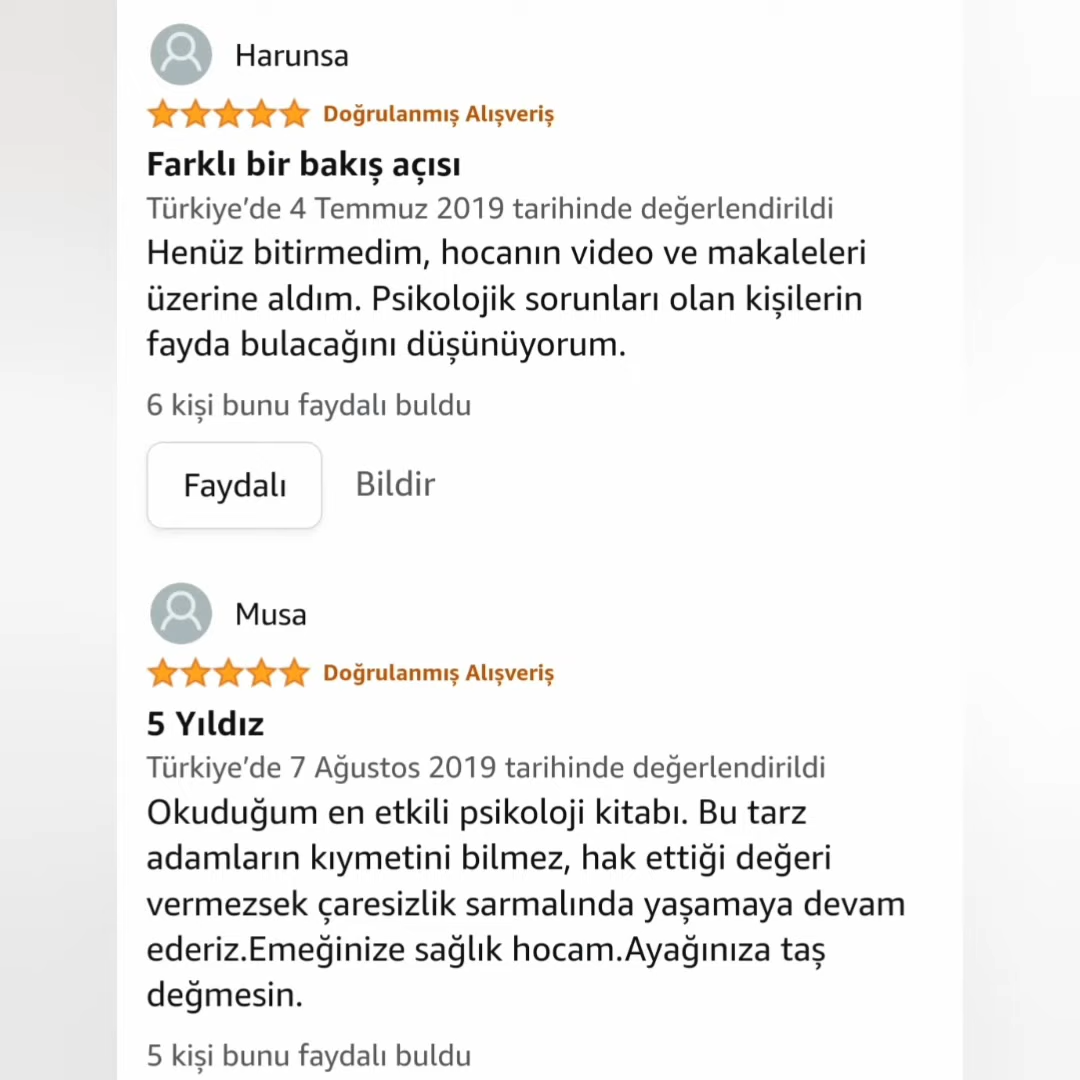 Harunsa
Doğrulanmış Alışveriş
Farklı bir bakış açısı
Türkiye’de 4 Temmuz 2019 tarihinde değerlendirildi
Henüz bitirmedim, hocanın video ve makaleleri
üzerine aldım. Psikolojik sorunları olan kişilerin
fayda bulacağını düşünüyorum.
6 kişi bunu faydalı buldu
Faydalı Bildir
Musa
Doğrulanmış Alışveriş
5 Yıldız
Türkiye’de 7 Ağustos 2019 tarihinde değerlendirildi
Okuduğum en etkili psikoloji kitabı. Bu tarz
adamların kıymetini bilmez, hak ettiği değeri
vermezsek çaresizlik sarmalında yaşamaya devam
ederiz.Emeğinize sağlık hocam.Ayağınıza taş
değmesin.
5 kişi bunu faydalı buldu